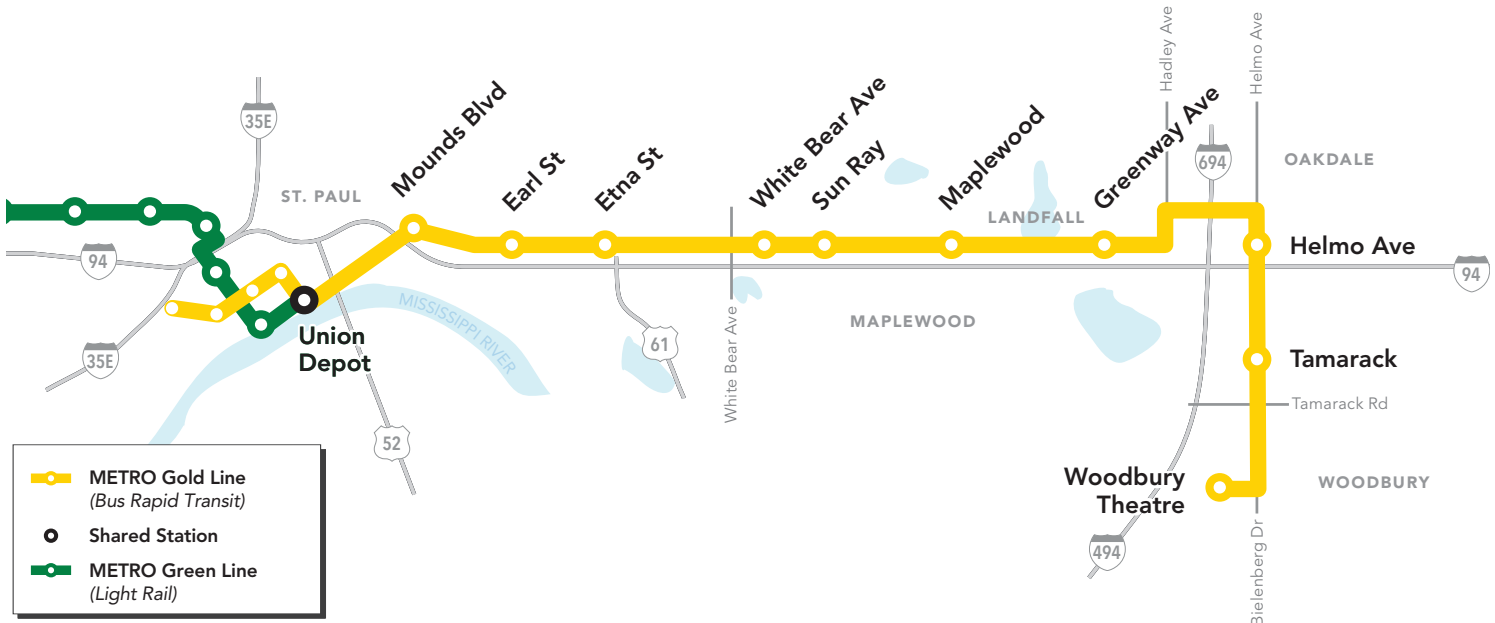 Hadley Ave
Helmo Ave
35E
Mounds Blvd
Earl St
Etna St
White Bear Ave
Sun Ray
Maplewood
Greenway Ave
694
OAKDALE
ST. PAUL
LANDFALL
Helmo Ave
94
94
MISSISSIPPI RIVER
Union
Depot
MAPLEWOOD
61
35E
White Bear Ave
Tamarack
Tamarack Rd
52
Woodbury
Theatre
WOODBURY
494
Bielenberg Dr
METRO Gold Line
(Bus Rapid Transit)
Shared Station
METRO Green Line
(Light Rail)